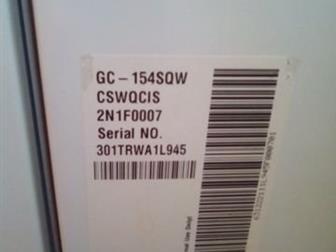 GC-154SQW
CSWQCIS
2N1F0007
Serial NO.
301TRWA1L945